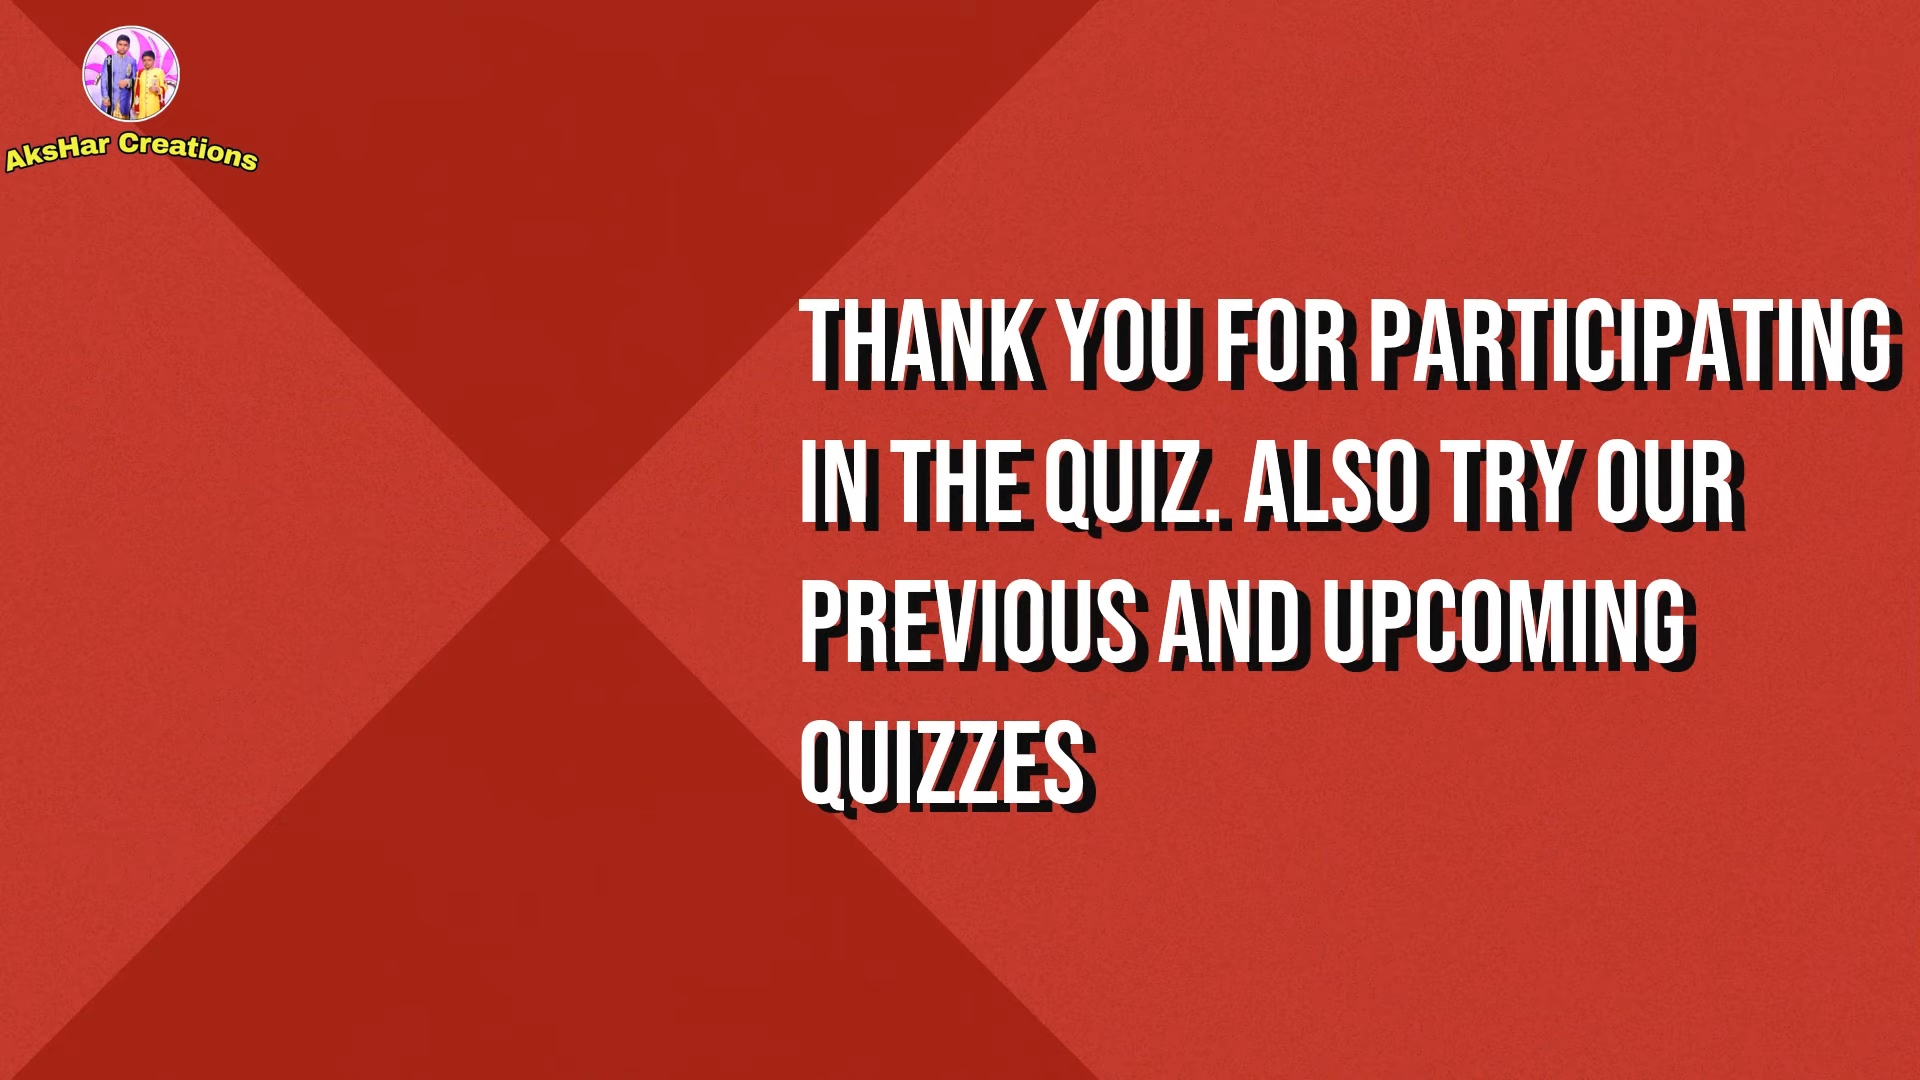 AksHar Creations
THANK YOU FOR PARTICIPATING
IN THE QUIZ. ALSO TRY OUR
PREVIOUS AND UPCOMING
QUIZZES